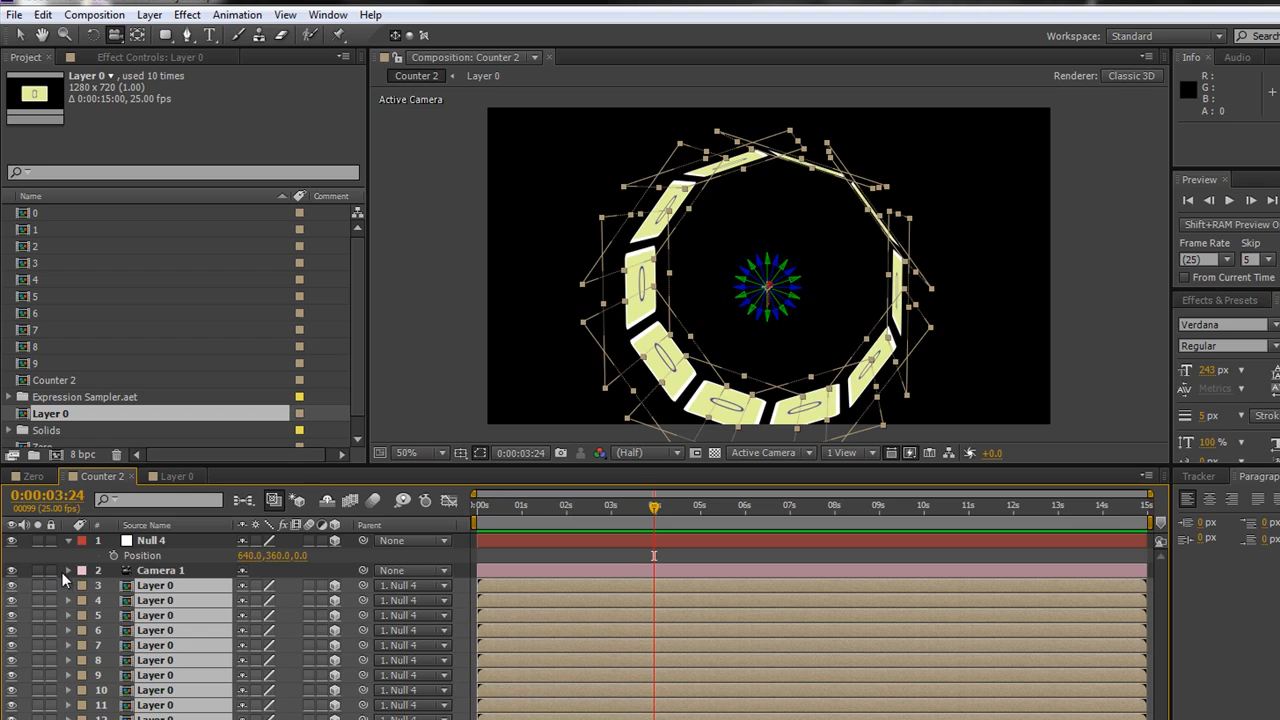 File Edit Composition Layer Effect Animation View Window Help
Workspace: Standard Search
Project Effect Controls: Layer 0
Composition: Counter 2
Info Audio
Layer 0 , used 10 times
1280 x 720 (1.00)
Δ 0:00:15:00, 25.00 fps
Counter 2 Layer 0
Renderer: Classic 3D
Active Camera
R :
G :
B :
A : 0
Name Comment
0
1
2
3
4
5
6
7
8
9
Counter 2
Expression Sampler.aet
Layer 0
Solids
8 bpc
50% 0:00:03:24 (Half) Active Camera 1 View +0.0
Preview
Shift+RAM Preview O
Frame Rate Skip
(25) 5
From Current Time
Effects & Presets
Verdana
Regular
243 px
Metrics
5 px Stroke
100 %
Tracker Paragraph
0 px 0 px
0 px 0 px
Zero Counter 2 Layer 0
0:00:03:24
00099 (25.00 fps)
:00s 01s 02s 03s 04s 05s 06s 07s 08s 09s 10s 11s 12s 13s 14s 15s
# Source Name fx Parent
1 Null 4 None
Position 640.0,360.0,0.0
2 Camera 1 None
3 Layer 0 1. Null 4
4 Layer 0 1. Null 4
5 Layer 0 1. Null 4
6 Layer 0 1. Null 4
7 Layer 0 1. Null 4
8 Layer 0 1. Null 4
9 Layer 0 1. Null 4
10 Layer 0 1. Null 4
11 Layer 0 1. Null 4